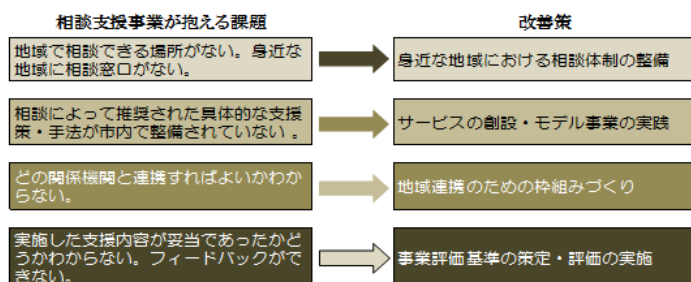 相談支援事業が抱える課題
改善策
地域で相談できる場所がない。身近な
地域に相談窓口がない。
身近な地域における相談体制の整備
相談によって推奨された具体的な支援
策・手法が市内で整備されていない 。
サービスの創設・モデル事業の実践
どの関係機関と連携すればよいかわか
らない。
地域連携のための枠組みづくり
実施した支援内容が妥当であったかど
うかわからない。フィードバックがで
きない。
事業評価基準の策定・評価の実施